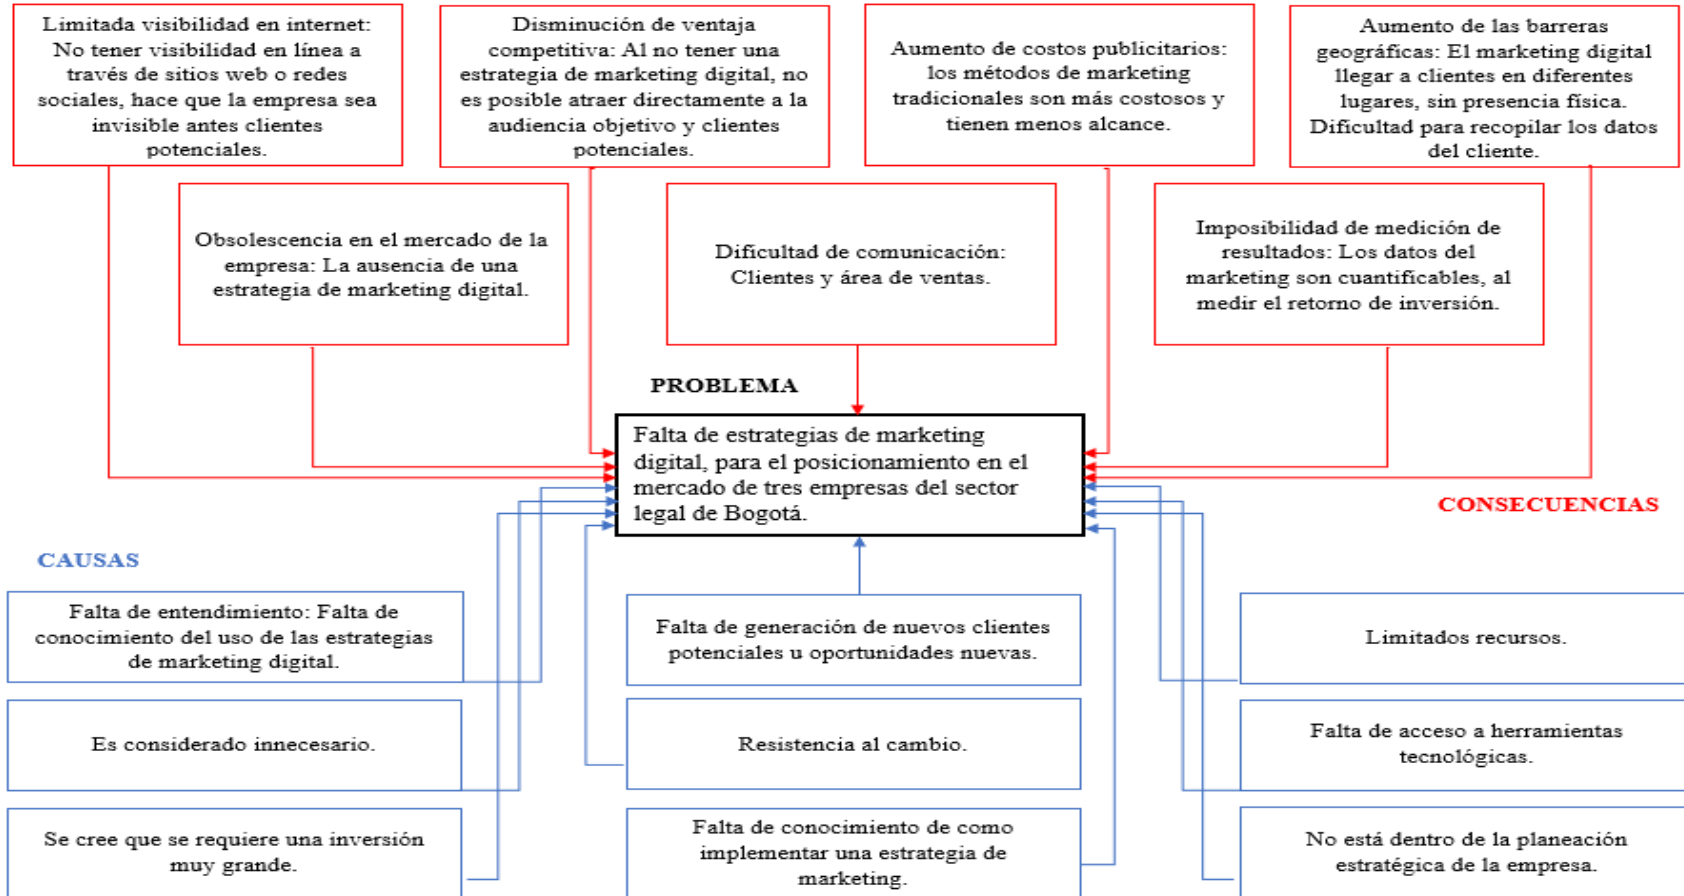 Limitada visibilidad en internet:
No tener visibilidad en línea a
través de sitios web o redes
sociales, hace que la empresa sea
invisible antes clientes
potenciales.
Disminución de ventaja
competitiva: Al no tener una
estrategia de marketing digital, no
es posible atraer directamente a la
audiencia objetivo y clientes
potenciales.
Aumento de costos publicitarios:
los métodos de marketing
tradicionales son más costosos y
tienen menos alcance.
Aumento de las barreras
geográficas: El marketing digital
llegar a clientes en diferentes
lugares, sin presencia física.
Dificultad para recopilar los datos
del cliente.
Obsolescencia en el mercado de la
empresa: La ausencia de una
estrategia de marketing digital.
Dificultad de comunicación:
Clientes y área de ventas.
Imposibilidad de medición de
resultados: Los datos del
marketing son cuantificables, al
medir el retorno de inversión.
PROBLEMA
Falta de estrategias de marketing
digital, para el posicionamiento en el
mercado de tres empresas del sector
legal de Bogotá.
CONSECUENCIAS
CAUSAS
Falta de entendimiento: Falta de
conocimiento del uso de las estrategias
de marketing digital.
Falta de generación de nuevos clientes
potenciales u oportunidades nuevas.
Limitados recursos.
Es considerado innecesario.
Resistencia al cambio.
Falta de acceso a herramientas
tecnológicas.
Se cree que se requiere una inversión
muy grande.
Falta de conocimiento de como
implementar una estrategia de
marketing.
No está dentro de la planeación
estratégica de la empresa.